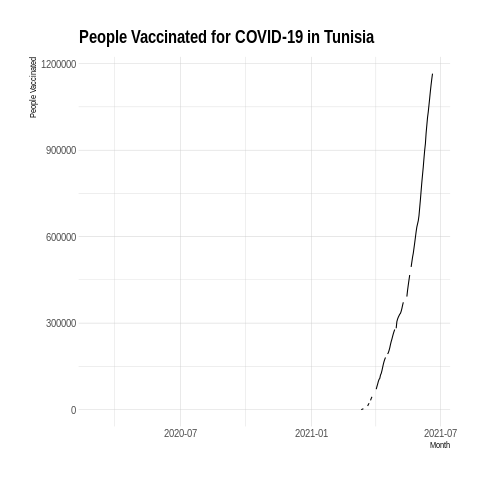 People Vaccinated for COVID-19 in Tunisia
People Vaccinated
1200000
900000
600000
300000
0
2020-07
2021-01
2021-07
Month